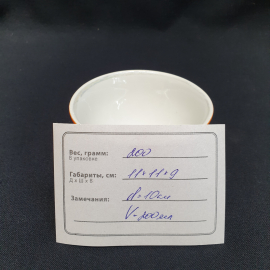 Вес, грамм: 200
В упаковке
Габариты, см: 11*11*9
Д х Ш х В
Замечания: d=10см
V=200мл